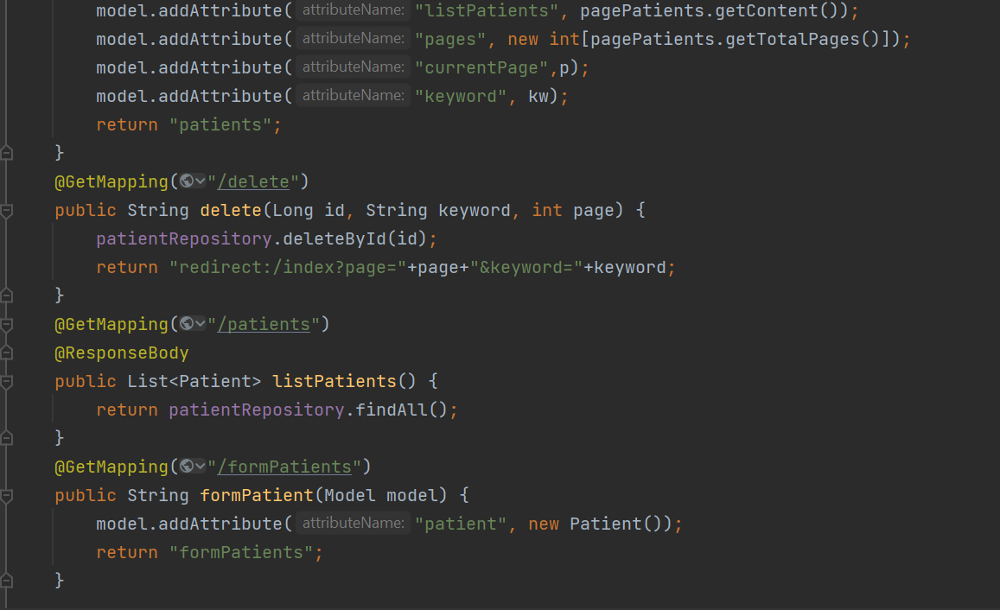 model.addAttribute( attributeName: "listPatients", pagePatients.getContent());
model.addAttribute( attributeName: "pages", new int[pagePatients.getTotalPages()]);
model.addAttribute( attributeName: "currentPage",p);
model.addAttribute( attributeName: "keyword", kw);
return "patients";
}
@GetMapping("/delete")
public String delete(Long id, String keyword, int page) {
patientRepository.deleteById(id);
return "redirect:/index?page="+page+"&keyword="+keyword;
}
@GetMapping("/patients")
@ResponseBody
public List<Patient> listPatients() {
return patientRepository.findAll();
}
@GetMapping("/formPatients")
public String formPatient(Model model) {
model.addAttribute( attributeName: "patient", new Patient());
return "formPatients";
}